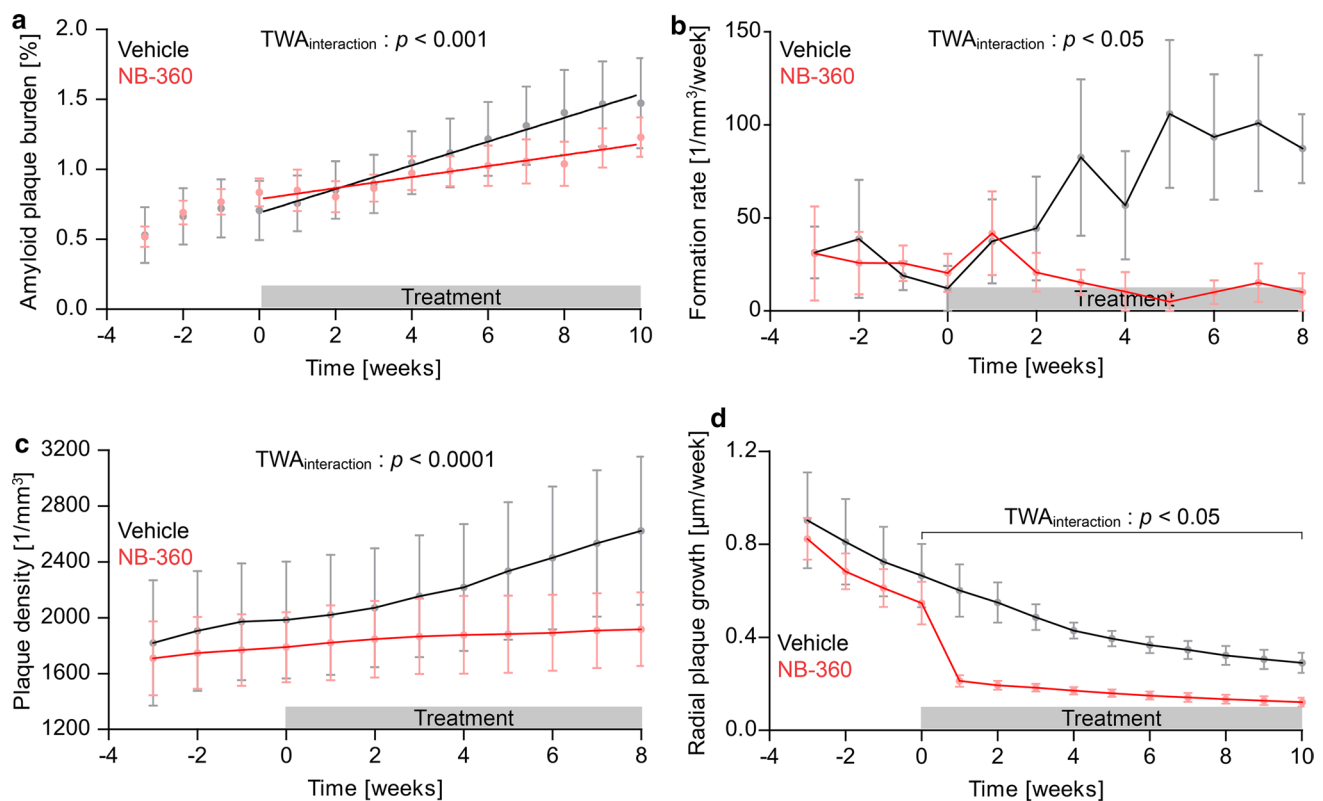 a
Amyloid plaque burden [%]
2.0
1.5
1.0
0.5
0.0
Vehicle
NB-360
TWAinteraction : p < 0.001
Treatment
-4 -2 0 2 4 6 8 10
Time [weeks]
b
Formation rate [1/mm³/week]
150
100
50
0
Vehicle
NB-360
TWAinteraction : p < 0.05
Treatment
-4 -2 0 2 4 6 8
Time [weeks]
c
Plaque density [1/mm³]
3200
2800
2400
2000
1600
1200
TWAinteraction : p < 0.0001
Vehicle
NB-360
Treatment
-4 -2 0 2 4 6 8
Time [weeks]
d
Radial plaque growth [µm/week]
1.2
0.8
0.4
0.0
TWAinteraction : p < 0.05
Vehicle
NB-360
Treatment
-4 -2 0 2 4 6 8 10
Time [weeks]